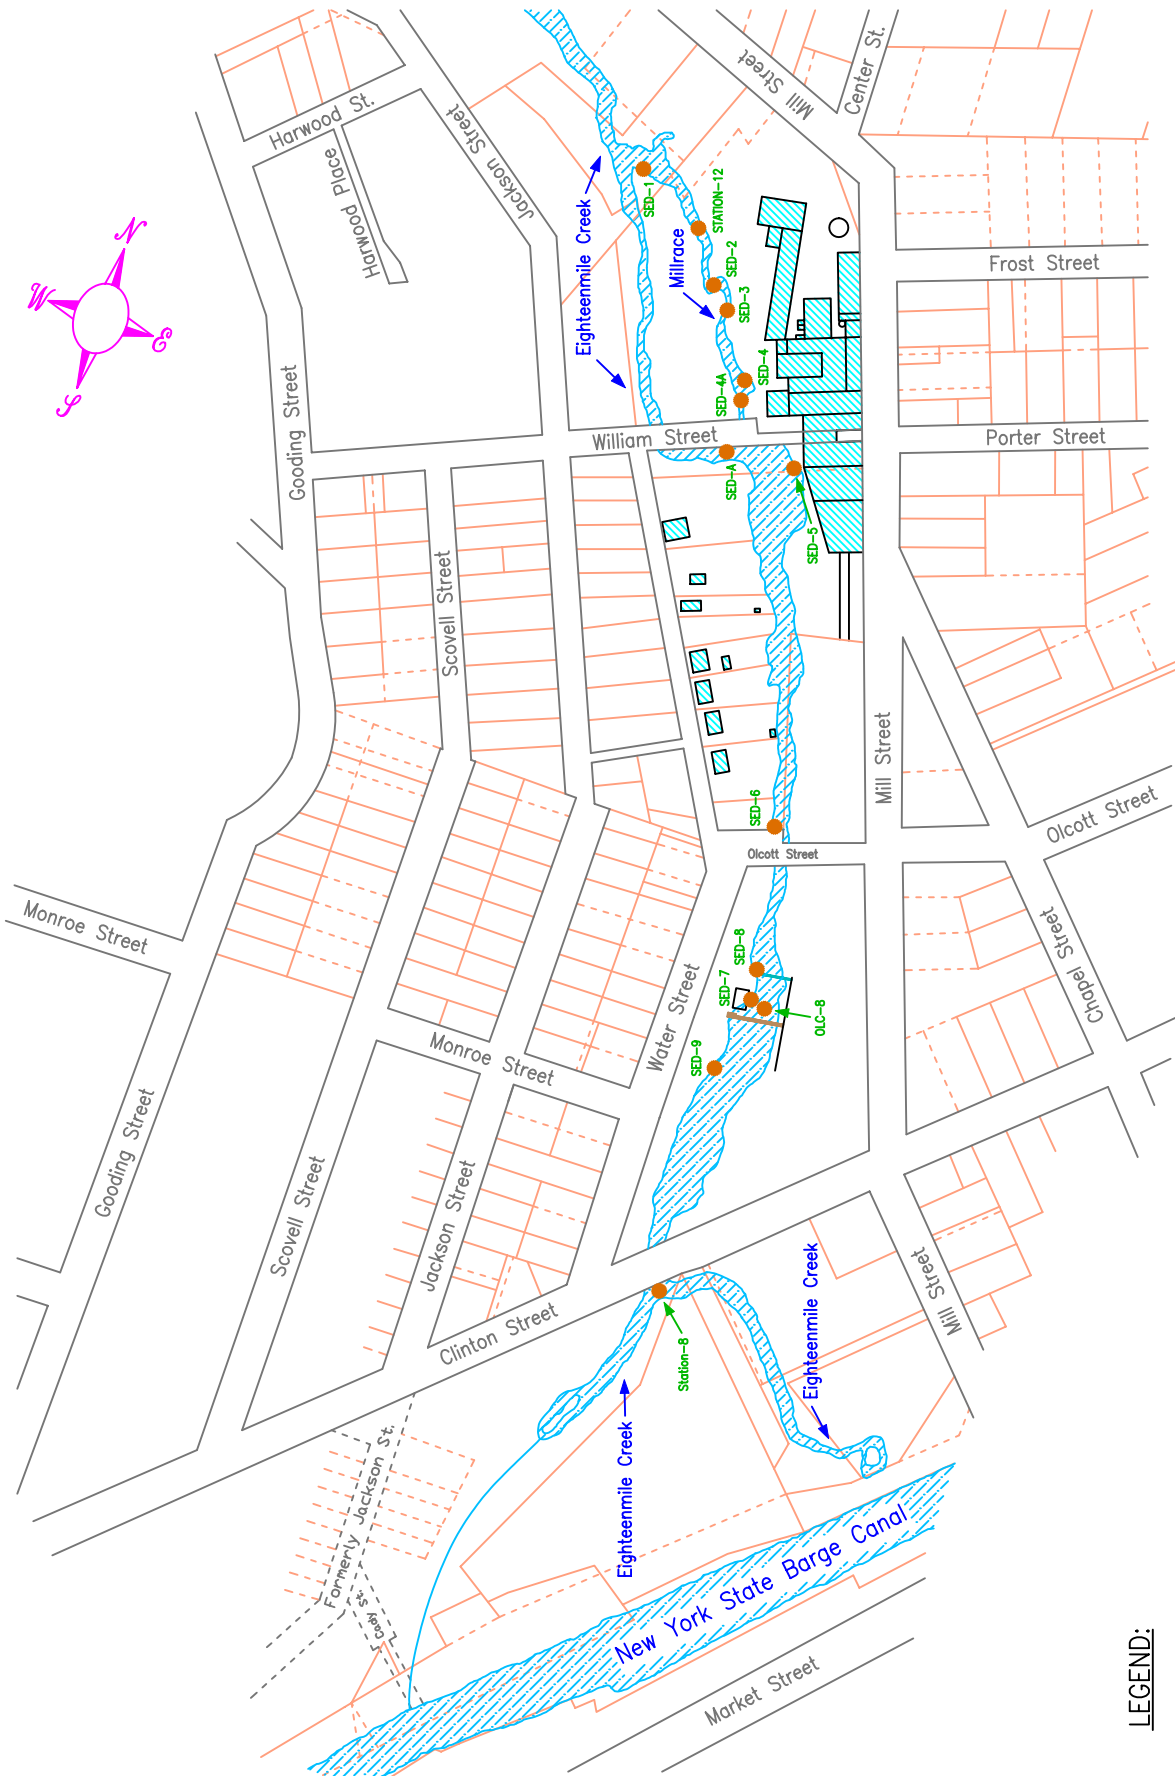 Center St.
Mill Street
Harwood St.
Jackson Street
Harwood Place
N
W
E
S
SED-1
STATION-12
Eighteenmile Creek
Millrace
SED-2
SED-3
Frost Street
SED-4
SED-4A
Gooding Street
William Street
Porter Street
SED-A
SED-5
Scovell Street
Mill Street
SED-6
Olcott Street
Olcott Street
Monroe Street
SED-8
SED-7
OLC-8
Chapel Street
Water Street
SED-9
Monroe Street
Gooding Street
Scovell Street
Jackson Street
Clinton Street
Mill Street
Station-8
Eighteenmile Creek
Eighteenmile Creek
Formerly Jackson St.
Cady St.
New York State Barge Canal
Market Street
LEGEND: